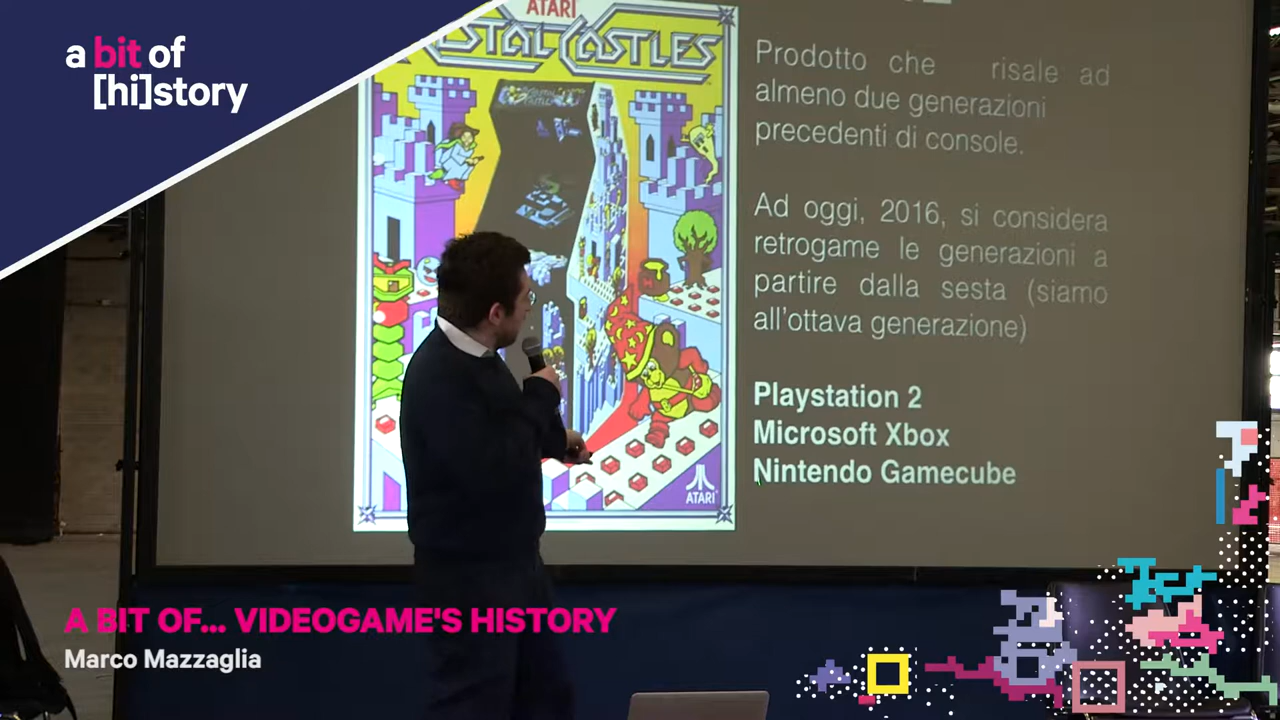 a bit of
[hi]story
ATARI
Prodotto che risale ad
almeno due generazioni
precedenti di console.
Ad oggi, 2016, si considera
retrogame le generazioni a
partire dalla sesta (siamo
all'ottava generazione)
Playstation 2
Microsoft Xbox
Nintendo Gamecube
ATARI
A BIT OF... VIDEOGAME'S HISTORY
Marco Mazzaglia